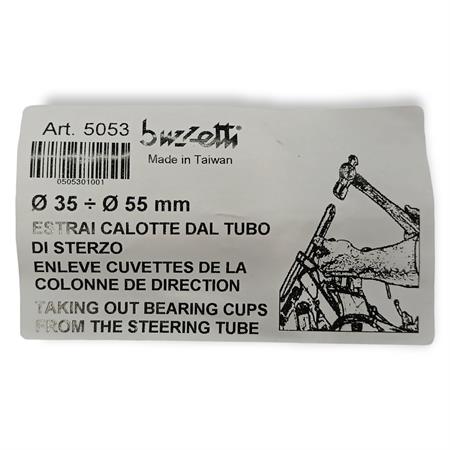 Art. 5053 buzzetti®
Made in Taiwan
0505301001
Ø 35 ÷ Ø 55 mm
ESTRAI CALOTTE DAL TUBO
DI STERZO
ENLEVE CUVETTES DE LA
COLONNE DE DIRECTION
TAKING OUT BEARING CUPS
FROM THE STEERING TUBE